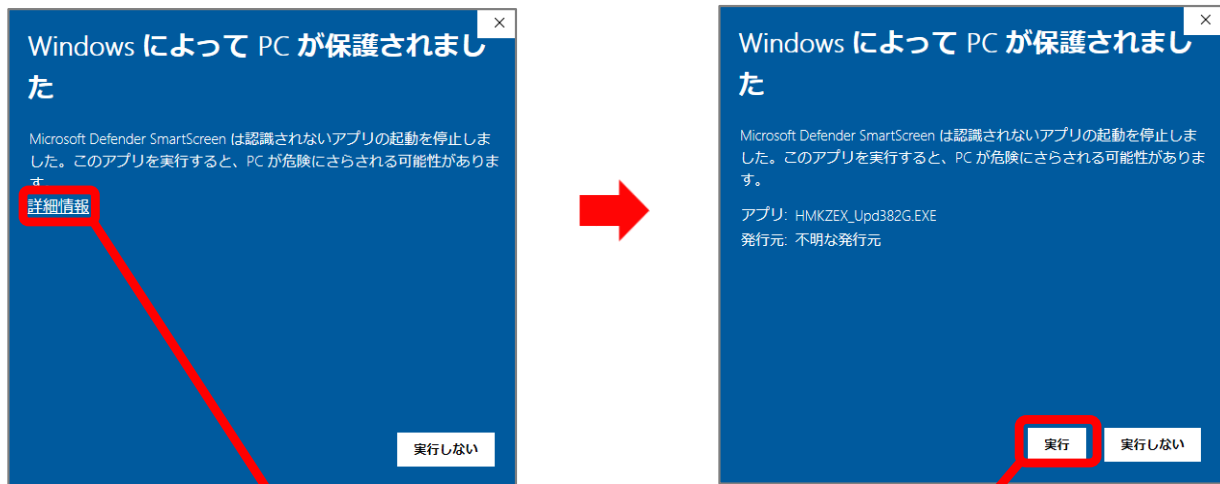 Windows によって PC が保護されまし
た
Microsoft Defender SmartScreen は認識されないアプリの起動を停止しま
した。このアプリを実行すると、PC が危険にさらされる可能性がありま
す。
詳細情報
実行しない
Windows によって PC が保護されまし
た
Microsoft Defender SmartScreen は認識されないアプリの起動を停止しま
した。このアプリを実行すると、PC が危険にさらされる可能性がありま
す。
アプリ: HMKZEX_Upd382G.EXE
発行元: 不明な発行元
実行 実行しない